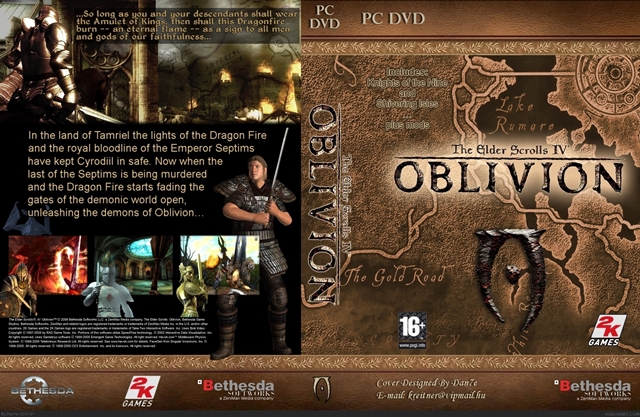 ...So long as you and your descendants shall wear
the Amulet of Kings, then shall this Dragonfire...
burn -- an eternal flame -- as a sign to all men
and gods of our faithfulness...
In the land of Tamriel the lights of the Dragon Fire
and the royal bloodline of the Emperor Septims
have kept Cyrodiil in safe. Now when the
last of the Septims is being murdered
and the Dragon Fire starts fading the
gates of the demonic world open,
unleashing the demons of Oblivion...
BETHESDA
2K
GAMES
Bethesda
SOFTWORKS
a ZeniMax Media company
PC
DVD
The Elder Scrolls IV
OBLIVION
PC DVD
Includes:
Knights of the Nine
and
Shivering Isles
plus mods
Lake
Rumare
The Elder Scrolls IV
OBLIVION
The Gold Road
16+
www.pegi.info
2K
GAMES
Cover Designed By Dan7e
E-mail: kreitner@vipmail.hu
Bethesda
SOFTWORKS
a ZeniMax Media company